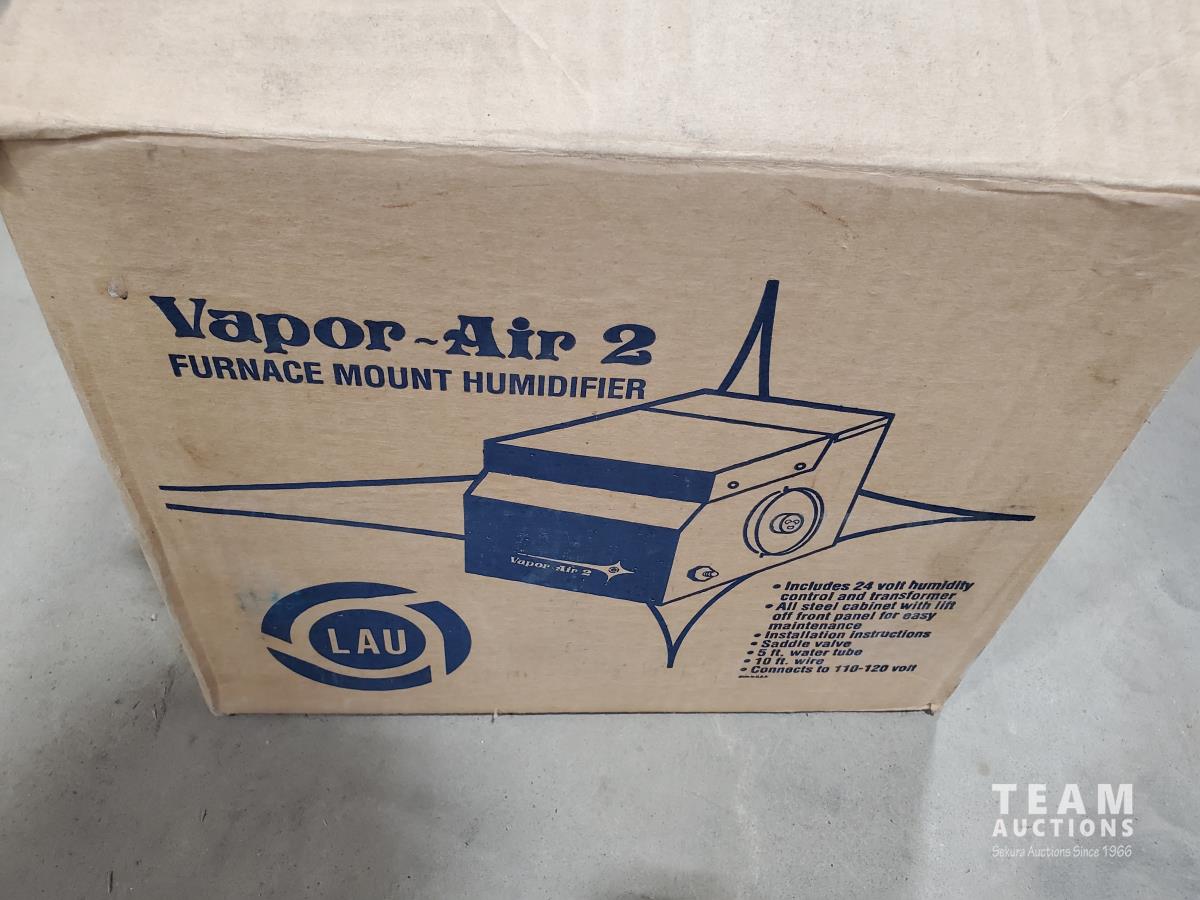 Vapor-Air 2
FURNACE MOUNT HUMIDIFIER
Vapor Air 2
LAU
• Includes 24 volt humidity
control and transformer
• All steel cabinet with lift
off front panel for easy
maintenance
• Installation instructions
• Saddle valve
• 5 ft. water tube
• 10 ft. wire
• Connects to 110-120 volt
Made in U.S.A.
TEAM
AUCTIONS
Sekura Auctions Since 1966